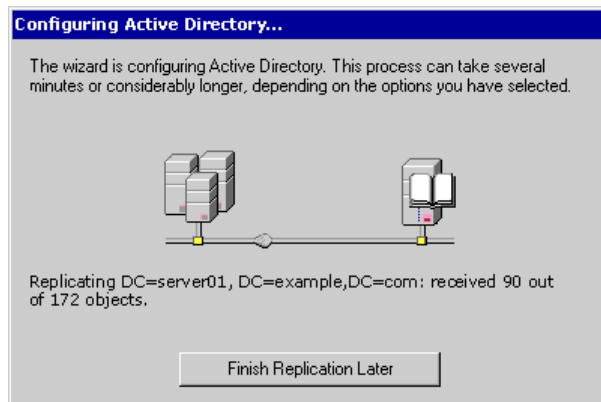 Configuring Active Directory...
The wizard is configuring Active Directory. This process can take several
minutes or considerably longer, depending on the options you have selected.
Replicating DC=server01, DC=example,DC=com: received 90 out
of 172 objects.
Finish Replication Later